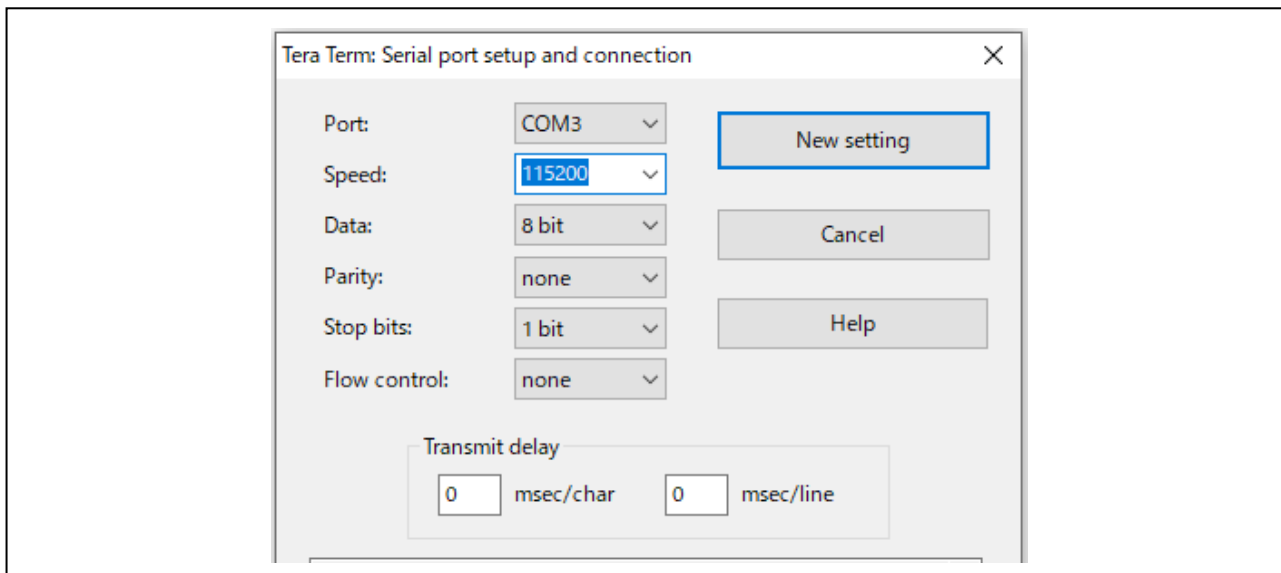 Tera Term: Serial port setup and connection
Port: COM3 New setting
Speed: 115200
Data: 8 bit Cancel
Parity: none
Stop bits: 1 bit Help
Flow control: none
Transmit delay
0 msec/char 0 msec/line